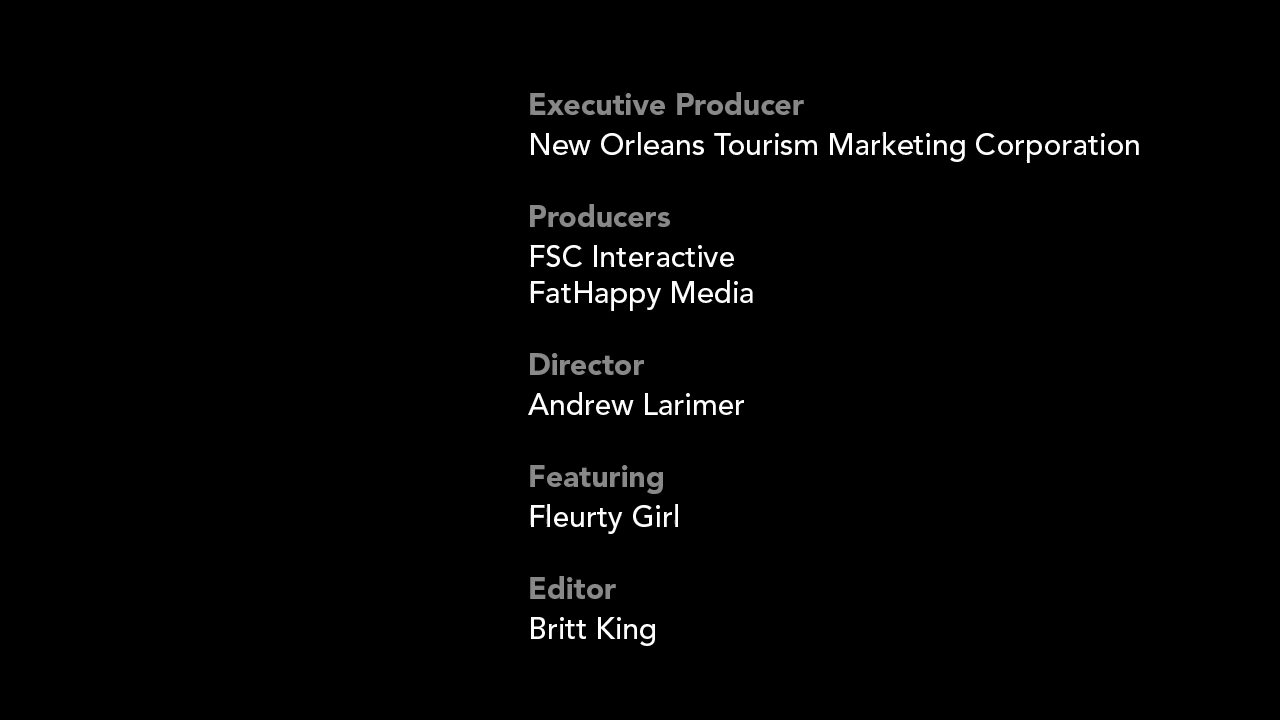 Executive Producer
New Orleans Tourism Marketing Corporation
Producers
FSC Interactive
FatHappy Media
Director
Andrew Larimer
Featuring
Fleurty Girl
Editor
Britt King